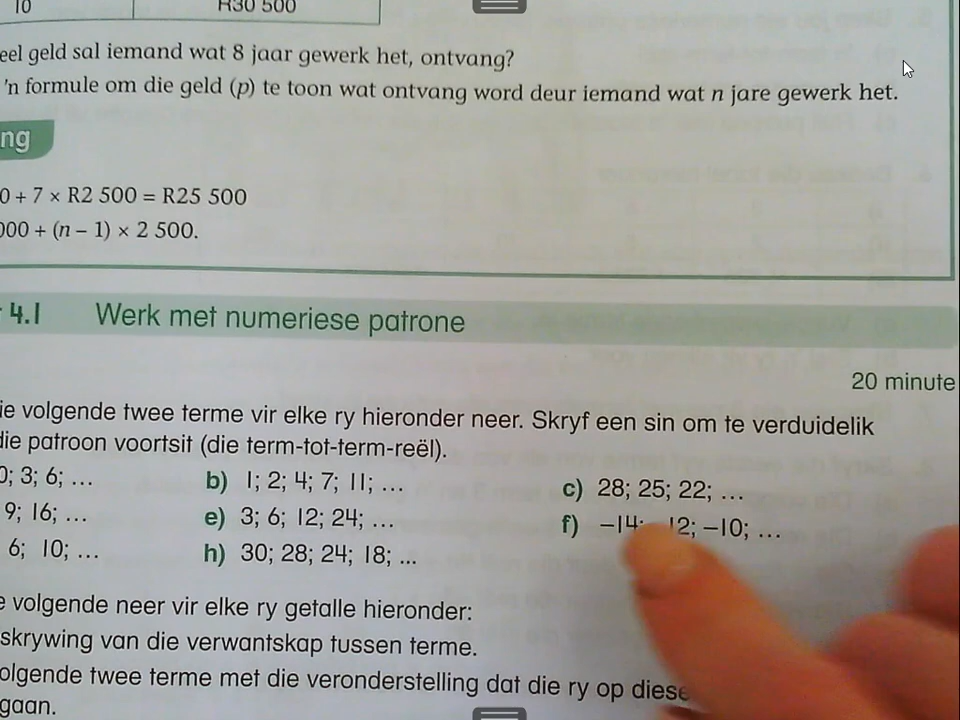 10 R30 500
eel geld sal iemand wat 8 jaar gewerk het, ontvang?
'n formule om die geld (p) te toon wat ontvang word deur iemand wat n jare gewerk het.
ng
0 + 7 × R2 500 = R25 500
000 + (n – 1) × 2 500.
4.1 Werk met numeriese patrone
20 minute
ie volgende twee terme vir elke ry hieronder neer. Skryf een sin om te verduidelik
die patroon voortsit (die term-tot-term-reël).
0; 3; 6; ... b) 1; 2; 4; 7; 11; ... c) 28; 25; 22; ...
9; 16; ... e) 3; 6; 12; 24; ... f) –14; 12; –10; ...
6; 10; ... h) 30; 28; 24; 18; ...
e volgende neer vir elke ry getalle hieronder:
skrywing van die verwantskap tussen terme.
olgende twee terme met die veronderstelling dat die ry op diese
gaan.